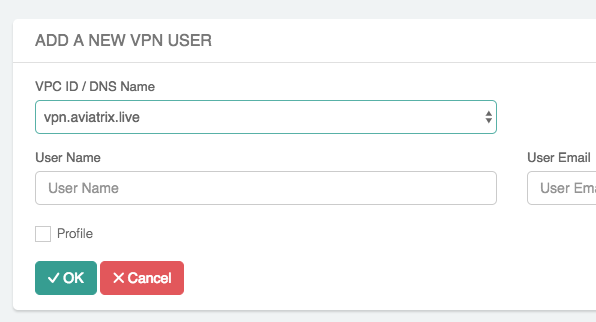 ADD A NEW VPN USER
VPC ID / DNS Name
vpn.aviatrix.live
User Name
User Email
User Name
User Ema
Profile
OK
Cancel